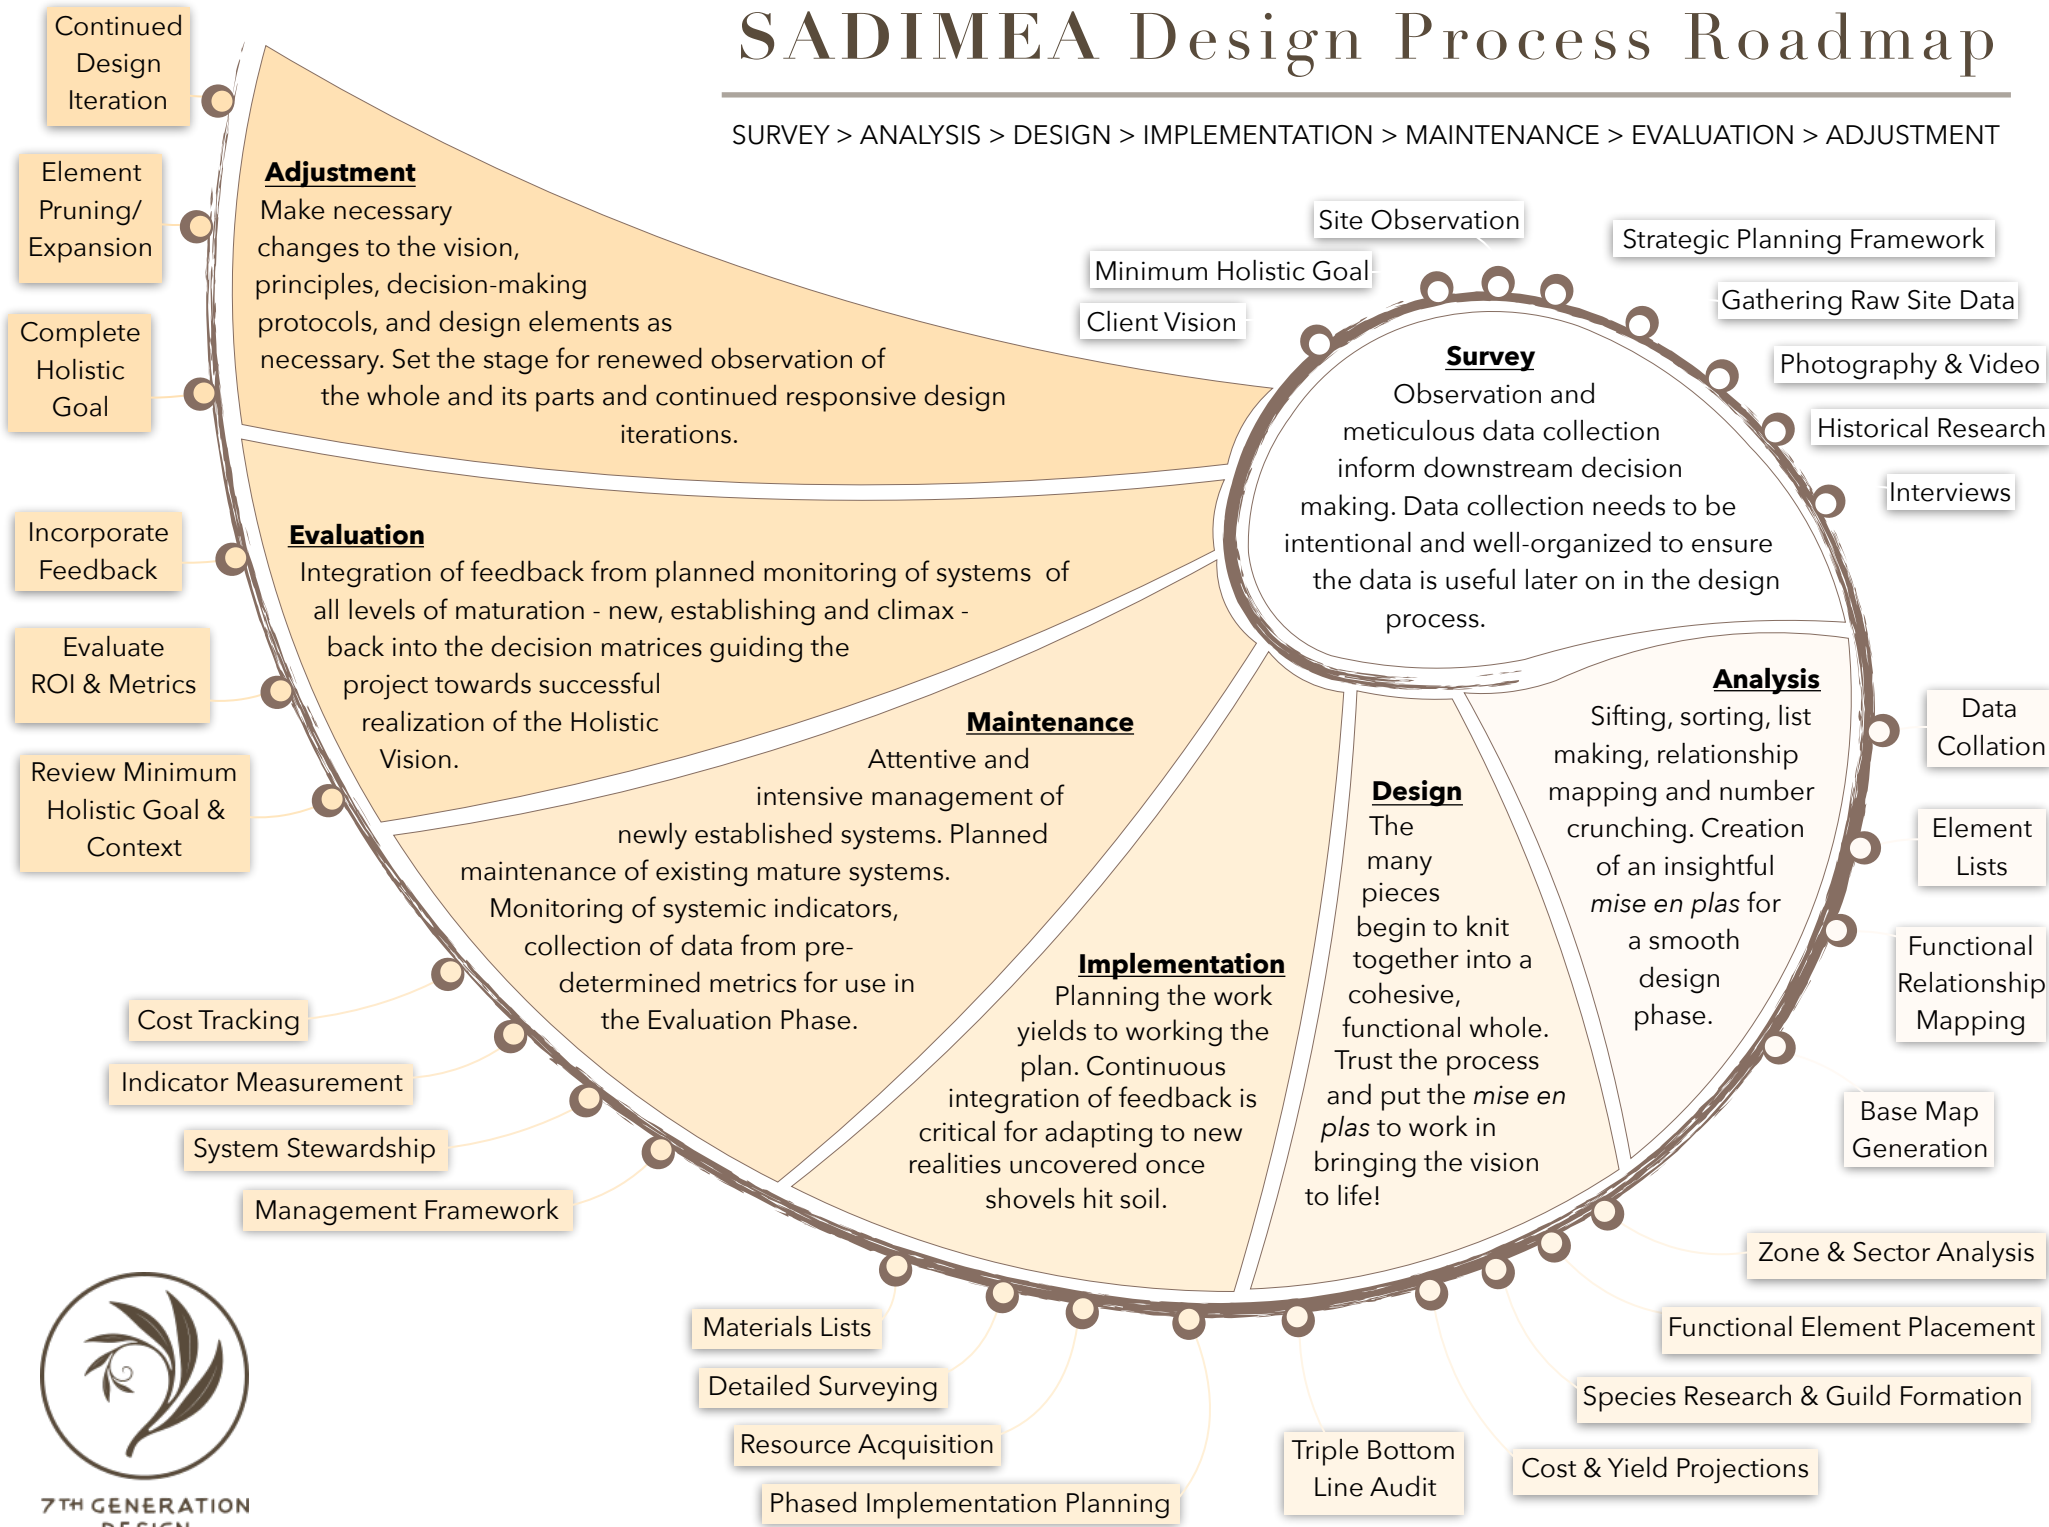 SADIMEA Design Process Roadmap
SURVEY > ANALYSIS > DESIGN > IMPLEMENTATION > MAINTENANCE > EVALUATION > ADJUSTMENT
Site Observation
Minimum Holistic Goal
Client Vision
Strategic Planning Framework
Gathering Raw Site Data
Photography & Video
Historical Research
Interviews
Survey
Observation and
meticulous data collection
inform downstream decision
making. Data collection needs to be
intentional and well-organized to ensure
the data is useful later on in the design
process.
Analysis
Sifting, sorting, list
making, relationship
mapping and number
crunching. Creation
of an insightful
mise en plas for
a smooth
design
phase.
Data
Collation
Element
Lists
Functional
Relationship
Mapping
Base Map
Generation
Design
The
many
pieces
begin to knit
together into a
cohesive,
functional whole.
Trust the process
and put the mise en
plas to work in
bringing the vision
to life!
Zone & Sector Analysis
Functional Element Placement
Species Research & Guild Formation
Cost & Yield Projections
Triple Bottom
Line Audit
Implementation
Planning the work
yields to working the
plan. Continuous
integration of feedback is
critical for adapting to new
realities uncovered once
shovels hit soil.
Materials Lists
Detailed Surveying
Resource Acquisition
Phased Implementation Planning
Maintenance
Attentive and
intensive management of
newly established systems. Planned
maintenance of existing mature systems.
Monitoring of systemic indicators,
collection of data from pre-
determined metrics for use in
the Evaluation Phase.
Cost Tracking
Indicator Measurement
System Stewardship
Management Framework
Evaluation
Integration of feedback from planned monitoring of systems of
all levels of maturation - new, establishing and climax -
back into the decision matrices guiding the
project towards successful
realization of the Holistic
Vision.
Incorporate
Feedback
Evaluate
ROI & Metrics
Review Minimum
Holistic Goal &
Context
Adjustment
Make necessary
changes to the vision,
principles, decision-making
protocols, and design elements as
necessary. Set the stage for renewed observation of
the whole and its parts and continued responsive design
iterations.
Continued
Design
Iteration
Element
Pruning/
Expansion
Complete
Holistic
Goal
7TH GENERATION
DESIGN